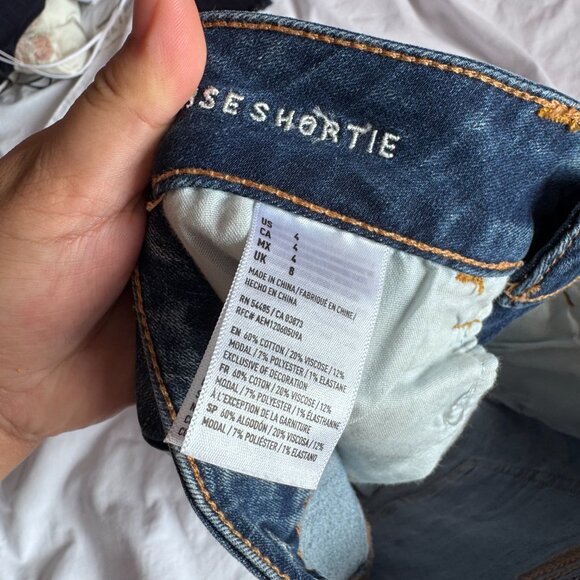 SSESHORTIE
US 4
CA 4
MX 4
UK 8
MADE IN CHINA/FABRIQUÉ EN CHINE/
HECHO EN CHINA
RN 54485/CA 03873
RFC# AEM120605U9A
EN 60% COTTON/20% VISCOSE/12%
MODAL/7% POLYESTER/1% ELASTANE
EXCLUSIVE OF DECORATION
FR 60% COTON/20% VISCOSE/12%
MODAL/7% POLYESTER/1% ÉLASTHANNE
À L'EXCEPTION DE LA GARNITURE
SP 60% ALGODÓN/20% VISCOSA/12%
MODAL/7% POLIÉSTER/1% ELASTANO